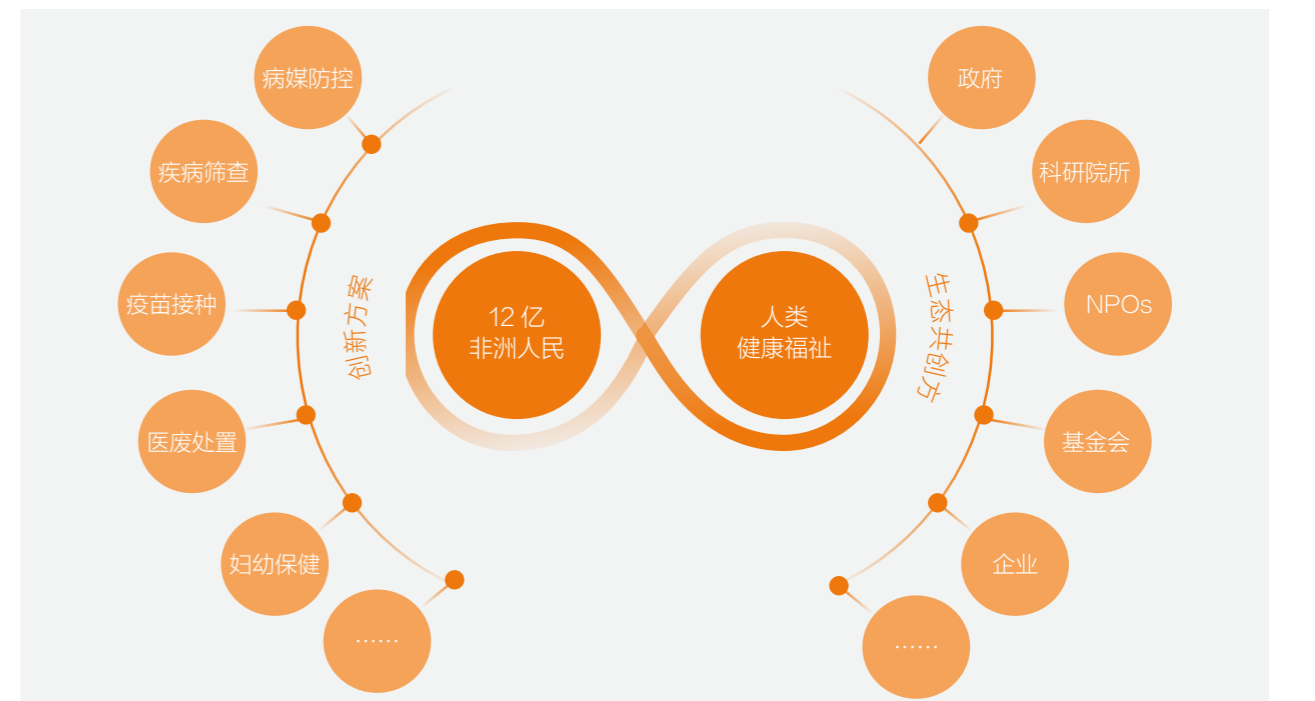 病媒防控
疾病筛查
疫苗接种
医废处置
妇幼保健
……
创新方案
12 亿
非洲人民
人类
健康福祉
生态共创方
政府
科研院所
NPOs
基金会
企业
……